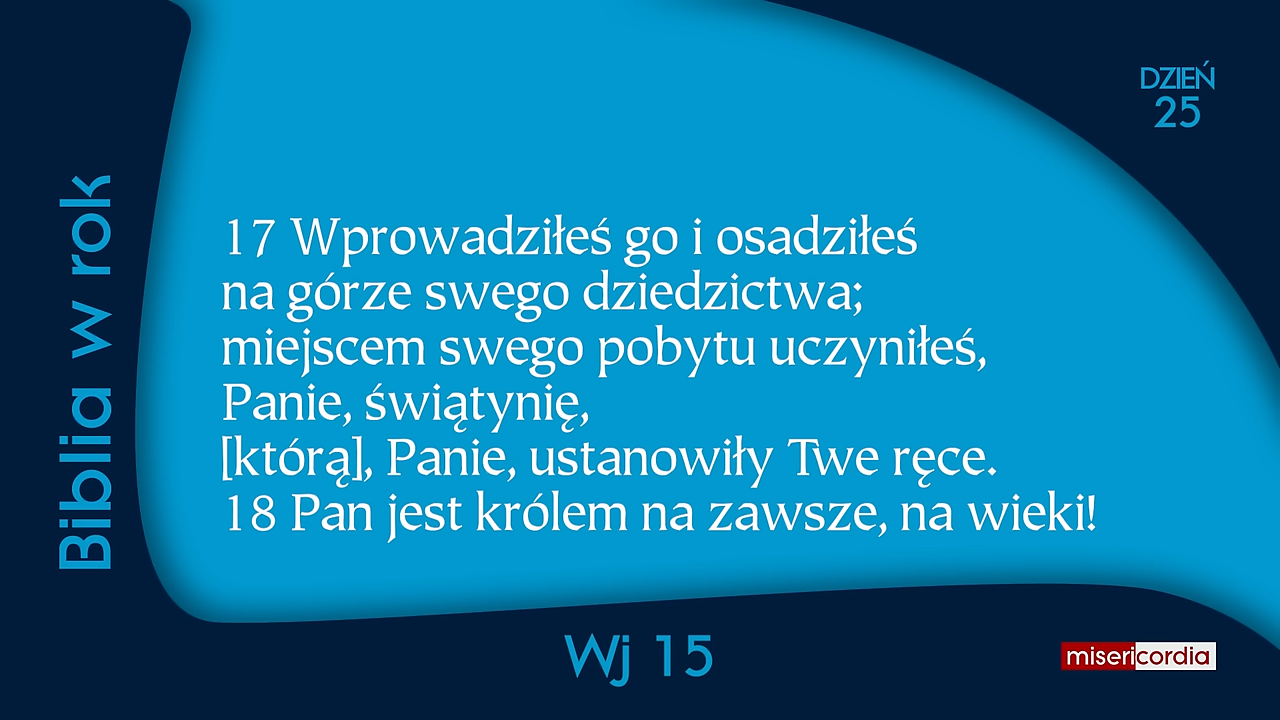 DZIEŃ
25
Biblia w rok
17 Wprowadziłeś go i osadziłeś
na górze swego dziedzictwa;
miejscem swego pobytu uczyniłeś,
Panie, świątynię,
[którą], Panie, ustanowiły Twe ręce.
18 Pan jest królem na zawsze, na wieki!
Wj 15
misericordia